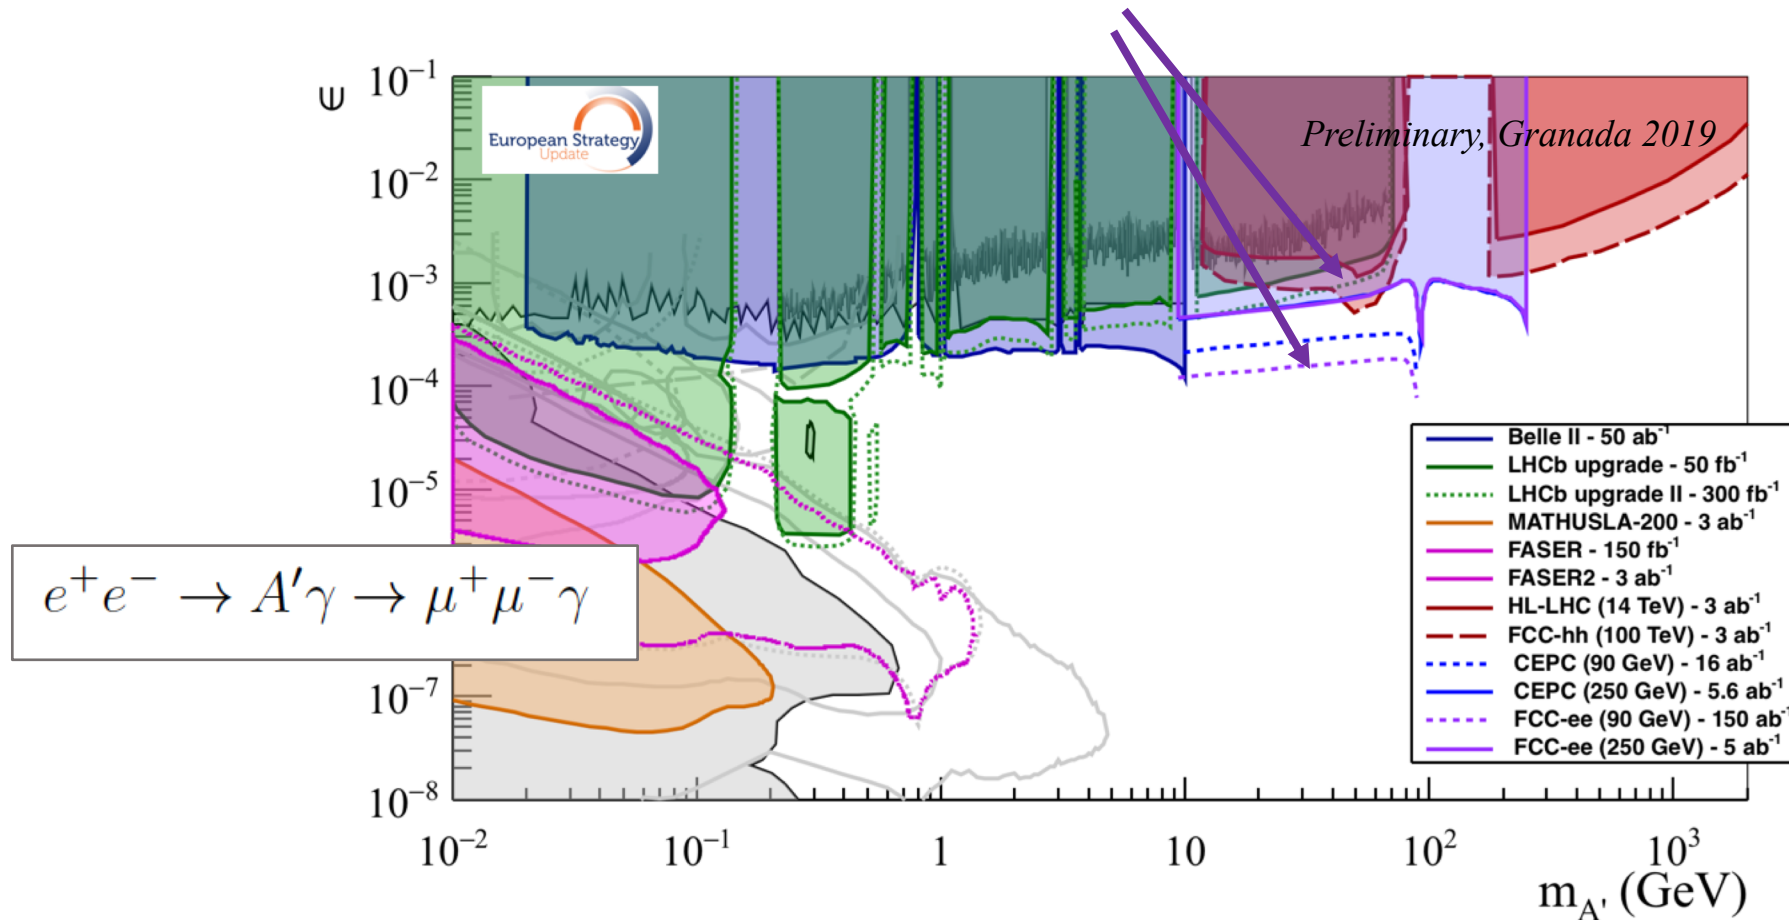 ∈
10⁻¹
10⁻²
10⁻³
10⁻⁴
10⁻⁵
10⁻⁷
10⁻⁸
European Strategy
Update
Preliminary, Granada 2019
e⁺e⁻ → A′γ → μ⁺μ⁻γ
Belle II - 50 ab⁻¹
LHCb upgrade - 50 fb⁻¹
LHCb upgrade II - 300 fb⁻¹
MATHUSLA-200 - 3 ab⁻¹
FASER - 150 fb⁻¹
FASER2 - 3 ab⁻¹
HL-LHC (14 TeV) - 3 ab⁻¹
FCC-hh (100 TeV) - 3 ab⁻¹
CEPC (90 GeV) - 16 ab⁻¹
CEPC (250 GeV) - 5.6 ab⁻¹
FCC-ee (90 GeV) - 150 ab⁻¹
FCC-ee (250 GeV) - 5 ab⁻¹
10⁻² 10⁻¹ 1 10 10² 10³
m_A' (GeV)